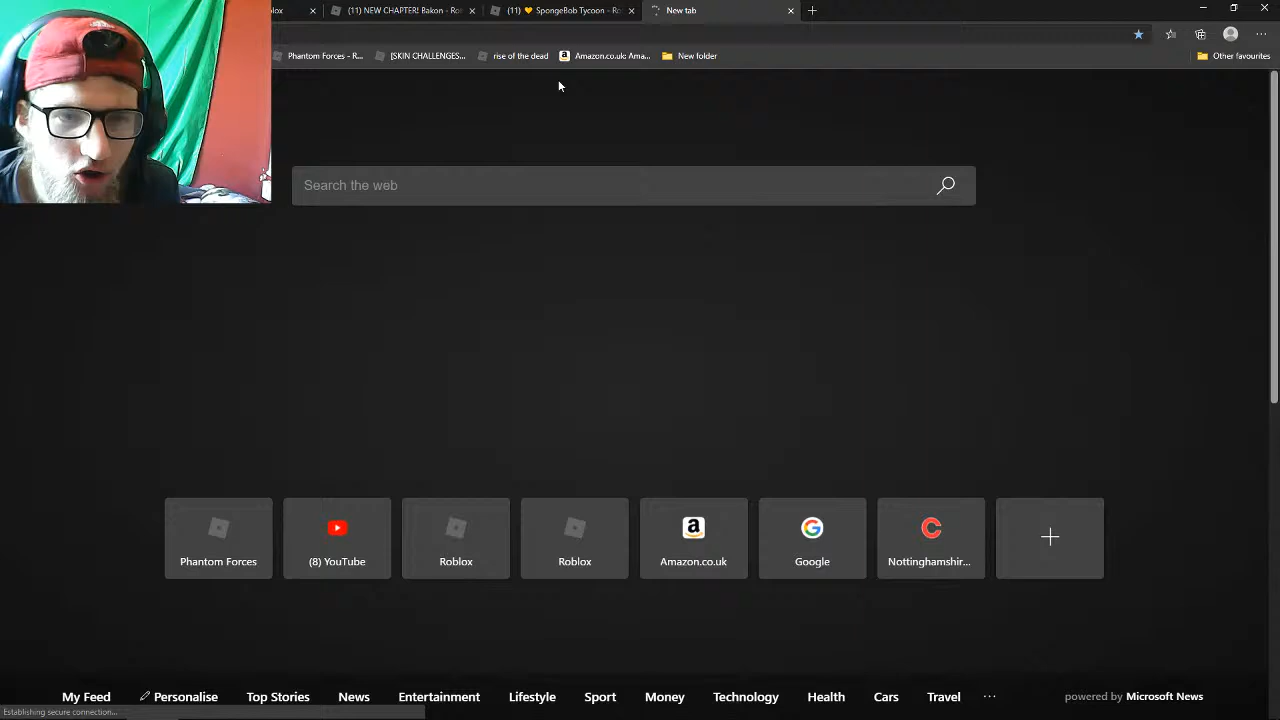 lox
(11) NEW CHAPTER! Bakon - Ro
(11) 💛 SpongeBob Tycoon - Ro
New tab
Phantom Forces - R...
[SKIN CHALLENGES...
rise of the dead
Amazon.co.uk: Ama...
New folder
Other favourites
Search the web
Phantom Forces
(8) YouTube
Roblox
Roblox
Amazon.co.uk
Google
Nottinghamshir...
My Feed
Personalise
Top Stories
News
Entertainment
Lifestyle
Sport
Money
Technology
Health
Cars
Travel
...
powered by Microsoft News
Establishing secure connection...